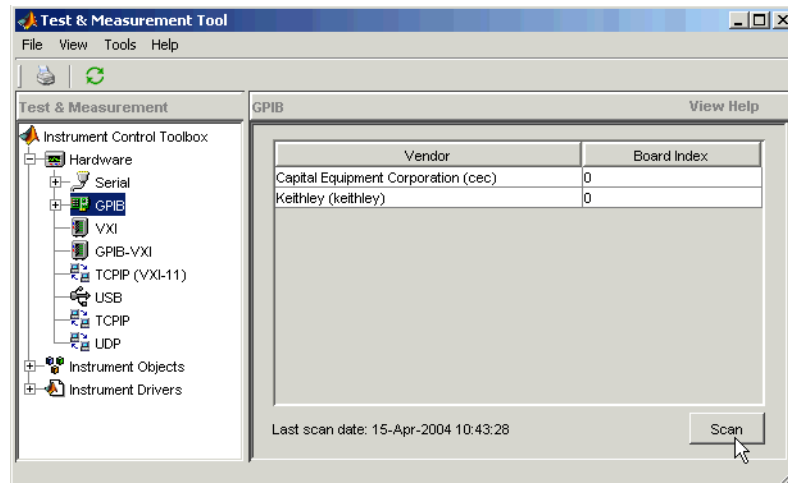 Test & Measurement Tool
File View Tools Help
Test & Measurement
GPIB View Help
Instrument Control Toolbox
Hardware
Serial
GPIB
VXI
GPIB-VXI
TCPIP (VXI-11)
USB
TCPIP
UDP
Instrument Objects
Instrument Drivers
Vendor Board Index
Capital Equipment Corporation (cec) 0
Keithley (keithley) 0
Last scan date: 15-Apr-2004 10:43:28
Scan